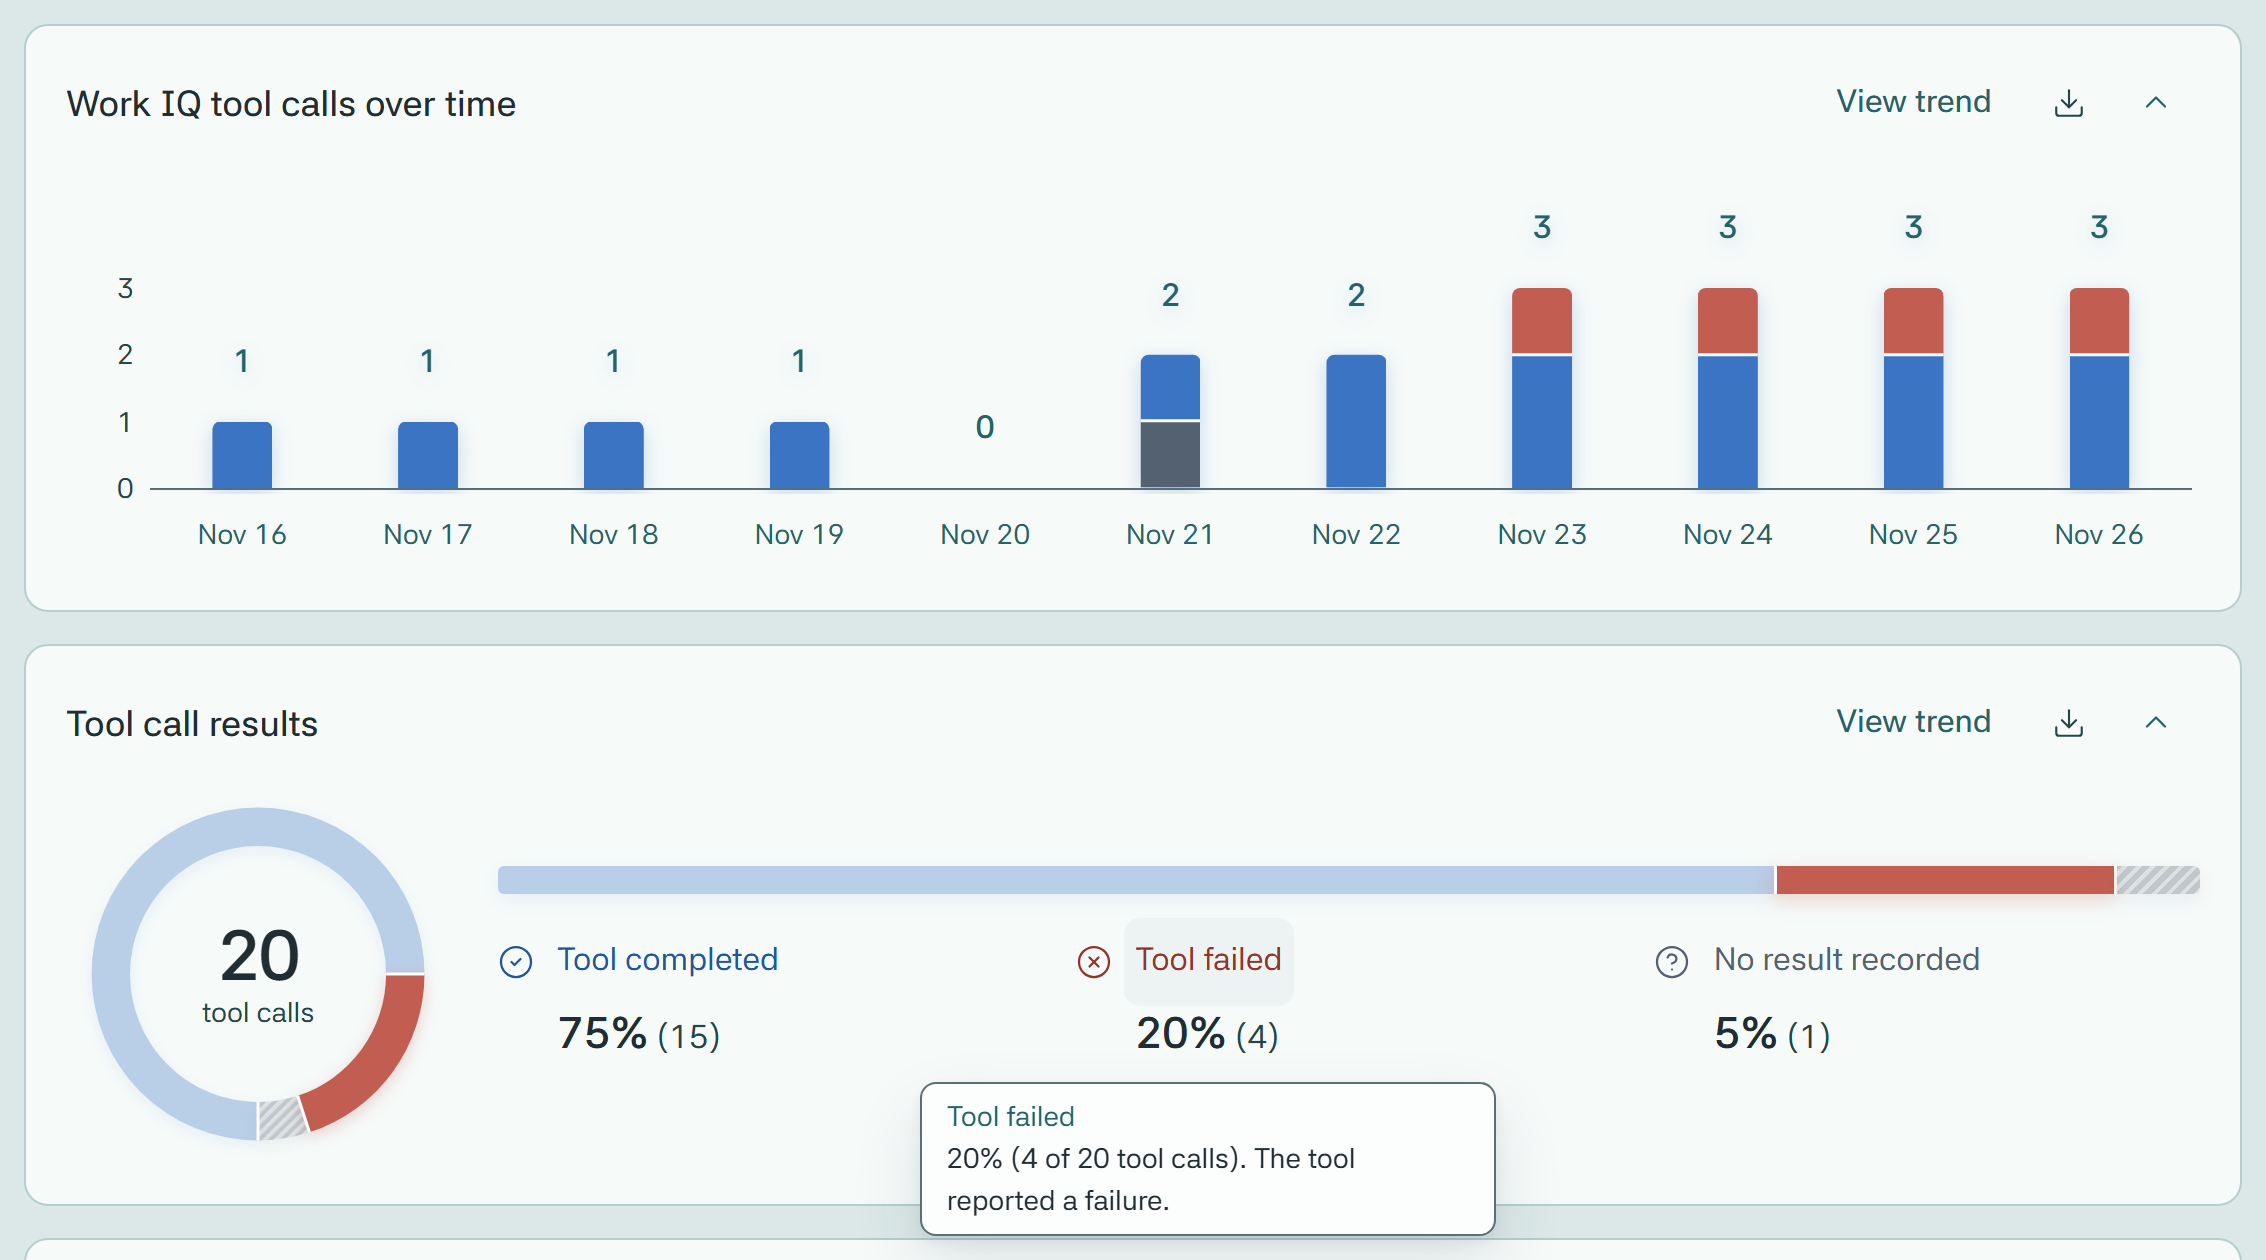 Work IQ tool calls over time
View trend
3
2
1
0
1
1
1
1
0
2
2
3
3
3
3
Nov 16
Nov 17
Nov 18
Nov 19
Nov 20
Nov 21
Nov 22
Nov 23
Nov 24
Nov 25
Nov 26
Tool call results
View trend
20
tool calls
Tool completed
75% (15)
Tool failed
20% (4)
No result recorded
5% (1)
Tool failed
20% (4 of 20 tool calls). The tool
reported a failure.